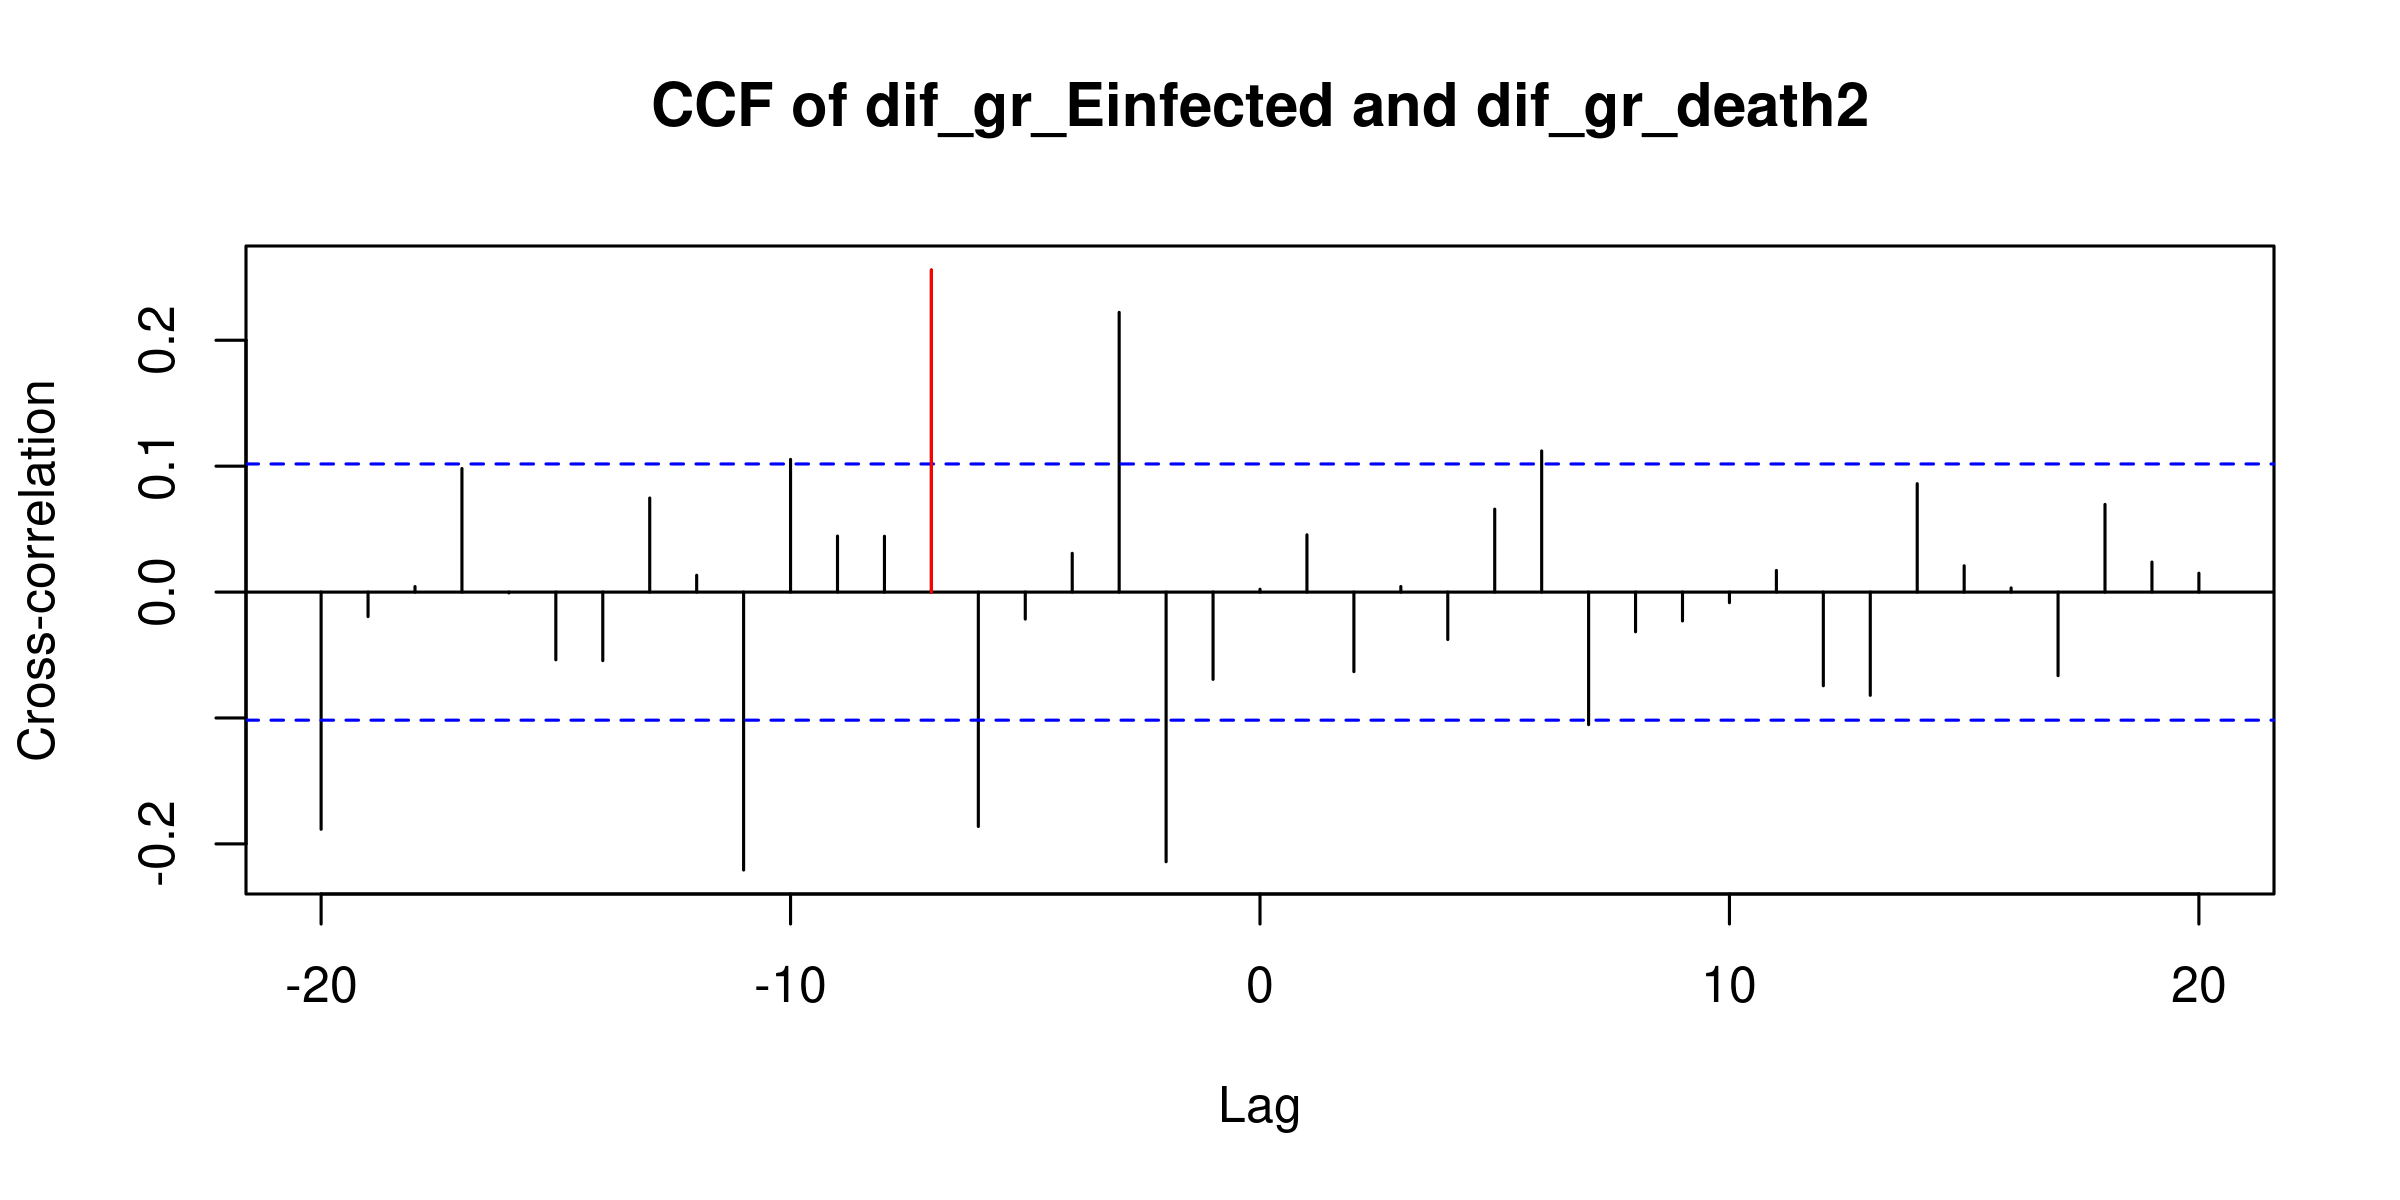 CCF of dif_gr_Einfected and dif_gr_death2
Cross-correlation
0.2
0.1
0.0
-0.2
-20 -10 0 10 20
Lag